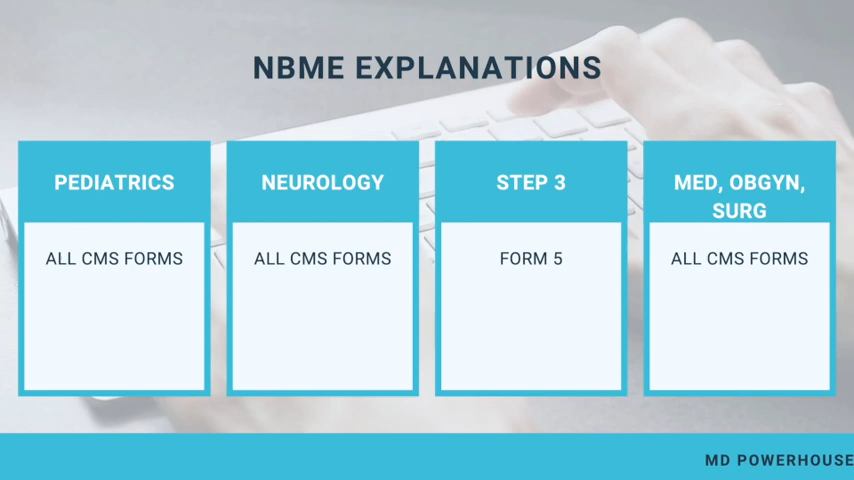 NBME EXPLANATIONS
PEDIATRICS
ALL CMS FORMS
NEUROLOGY
ALL CMS FORMS
STEP 3
FORM 5
MED, OBGYN,
SURG
ALL CMS FORMS
MD POWERHOUSE